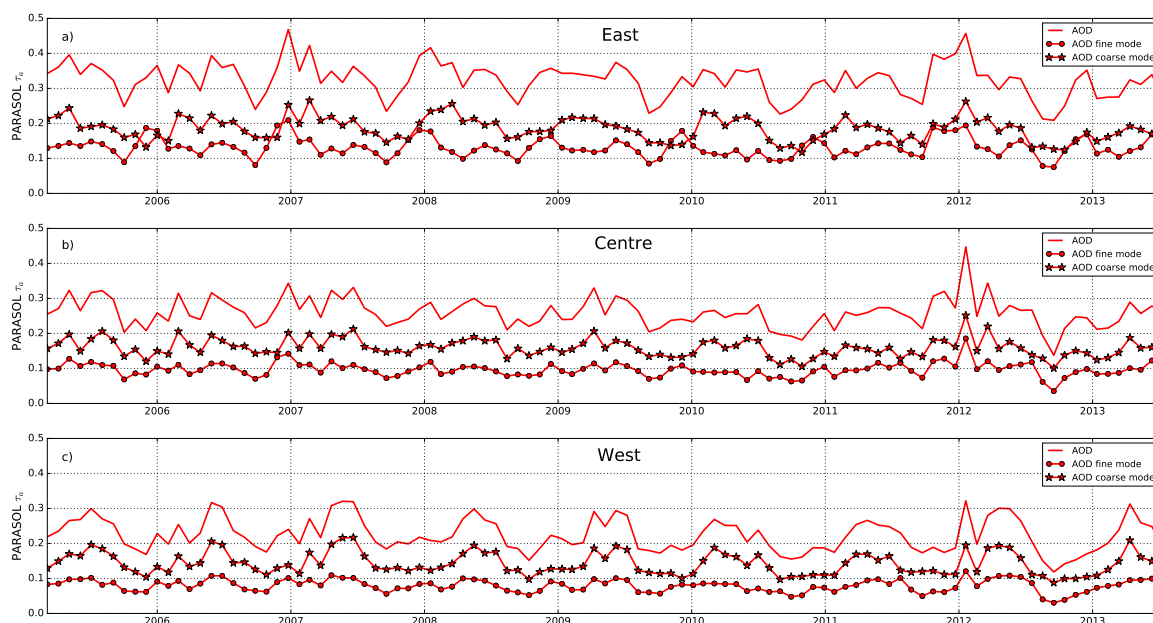 a)
East
AOD
AOD fine mode
AOD coarse mode
PARASOL τa
0.5
0.4
0.3
0.2
0.1
0.0
2006 2007 2008 2009 2010 2011 2012 2013
b)
Centre
AOD
AOD fine mode
AOD coarse mode
PARASOL τa
0.5
0.4
0.3
0.2
0.1
0.0
2006 2007 2008 2009 2010 2011 2012 2013
c)
West
AOD
AOD fine mode
AOD coarse mode
PARASOL τa
0.5
0.4
0.3
0.2
0.1
0.0
2006 2007 2008 2009 2010 2011 2012 2013